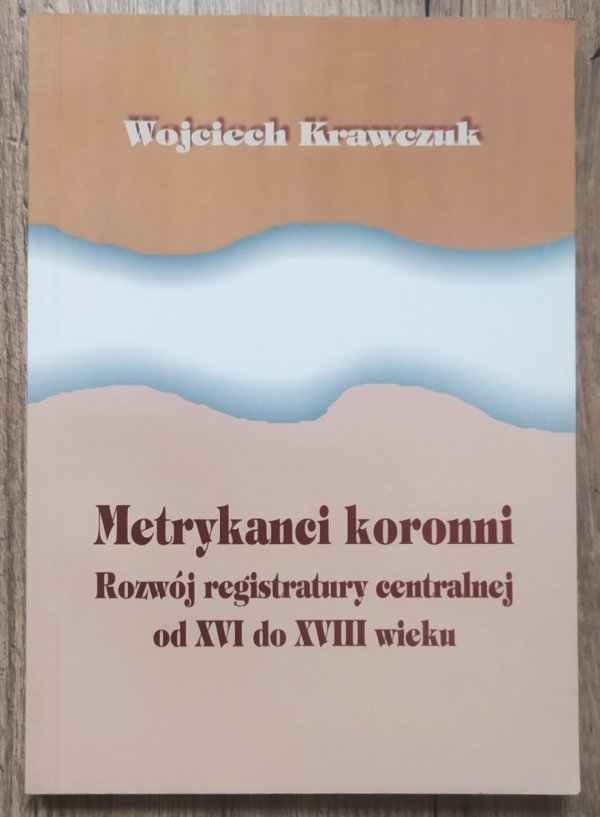 Wojciech Krawczuk
Metrykanci koronni
Rozwój registratury centralnej
od XVI do XVIII wieku